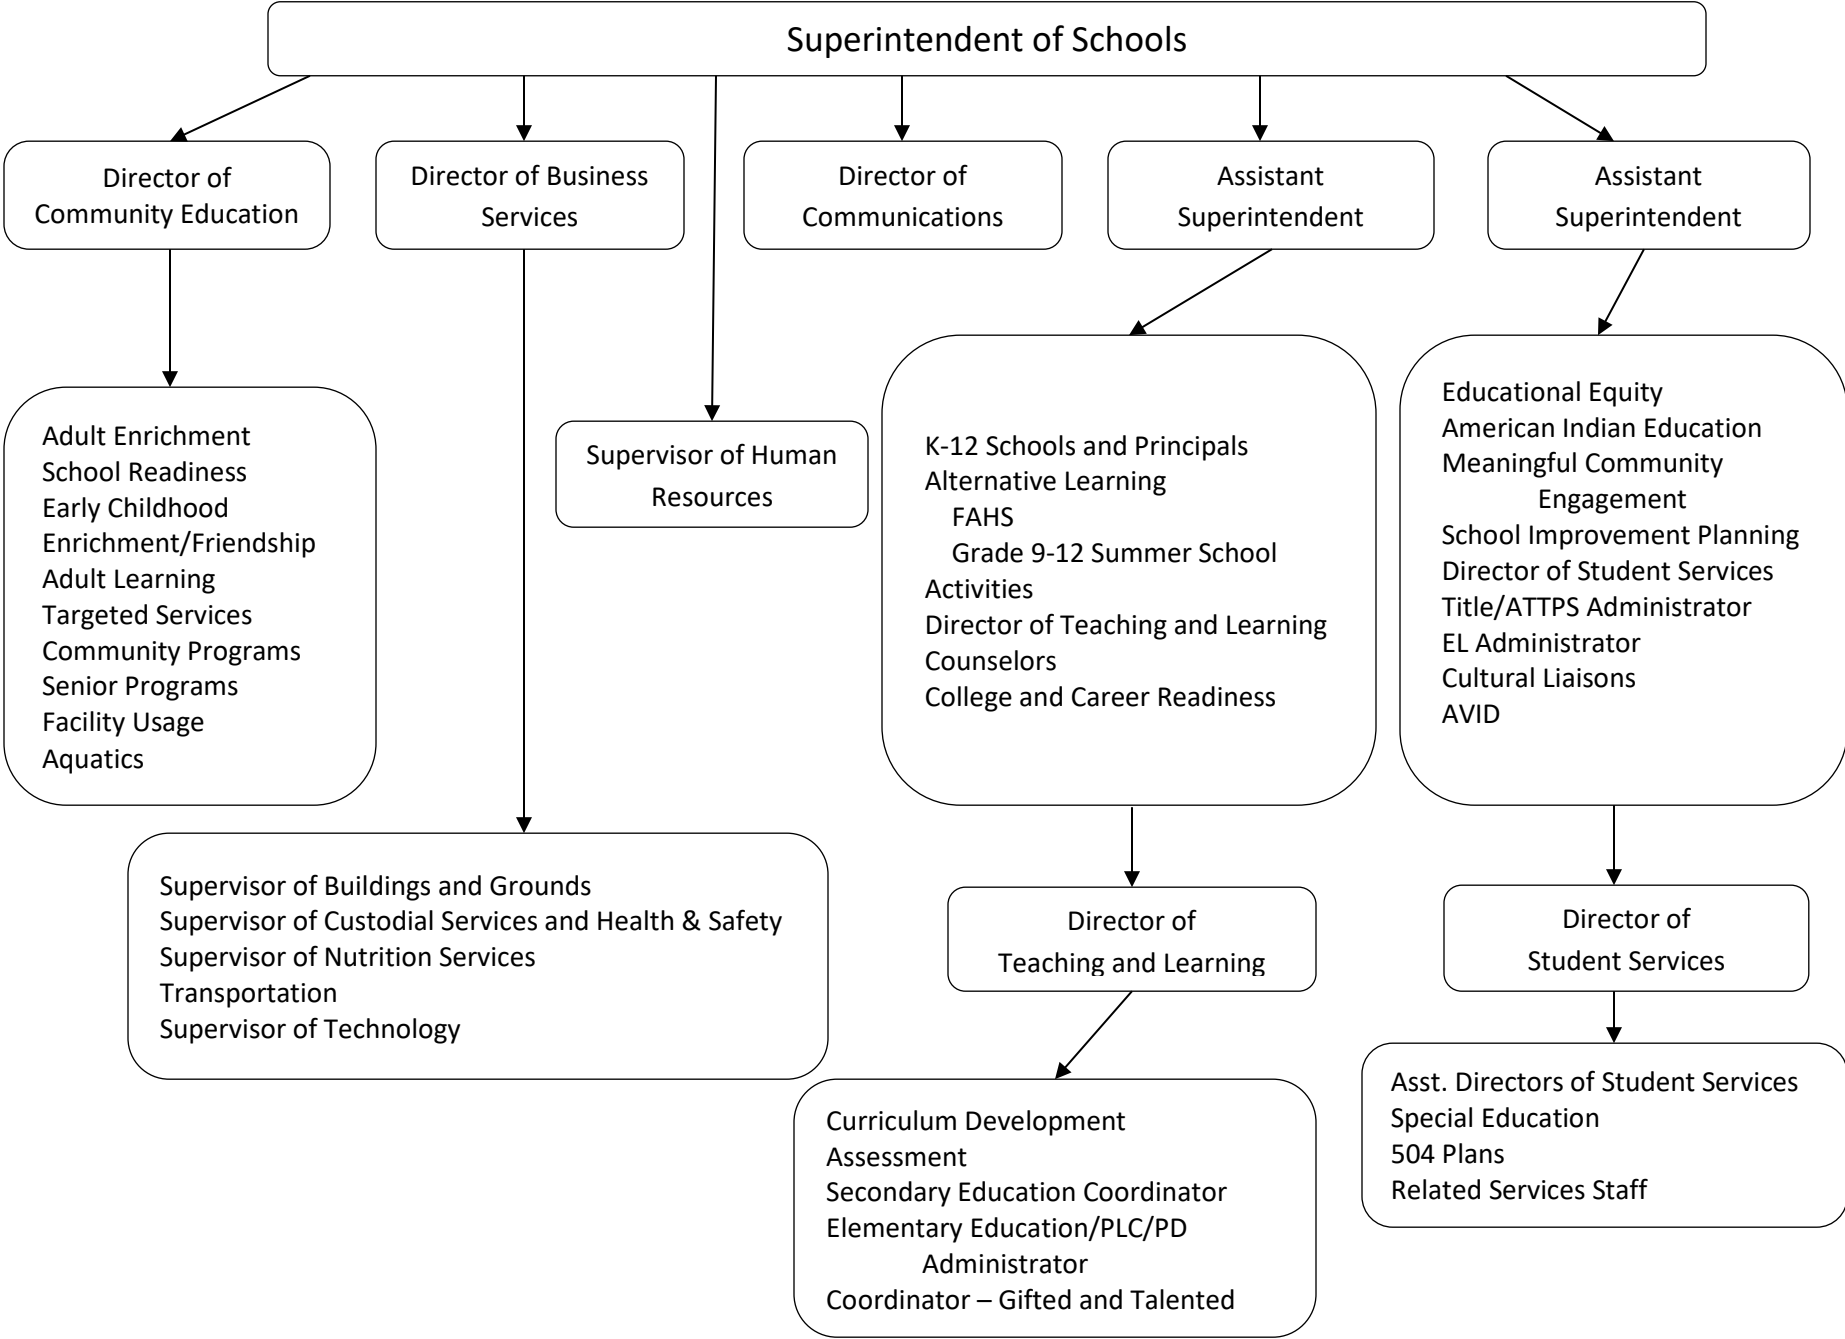 Superintendent of Schools
Director of
Community Education
Director of Business
Services
Director of
Communications
Assistant
Superintendent
Assistant
Superintendent
Adult Enrichment
School Readiness
Early Childhood
Enrichment/Friendship
Adult Learning
Targeted Services
Community Programs
Senior Programs
Facility Usage
Aquatics
Supervisor of Human
Resources
K-12 Schools and Principals
Alternative Learning
FAHS
Grade 9-12 Summer School
Activities
Director of Teaching and Learning
Counselors
College and Career Readiness
Educational Equity
American Indian Education
Meaningful Community
Engagement
School Improvement Planning
Director of Student Services
Title/ATTPS Administrator
EL Administrator
Cultural Liaisons
AVID
Supervisor of Buildings and Grounds
Supervisor of Custodial Services and Health & Safety
Supervisor of Nutrition Services
Transportation
Supervisor of Technology
Director of
Teaching and Learning
Director of
Student Services
Curriculum Development
Assessment
Secondary Education Coordinator
Elementary Education/PLC/PD
Administrator
Coordinator – Gifted and Talented
Asst. Directors of Student Services
Special Education
504 Plans
Related Services Staff